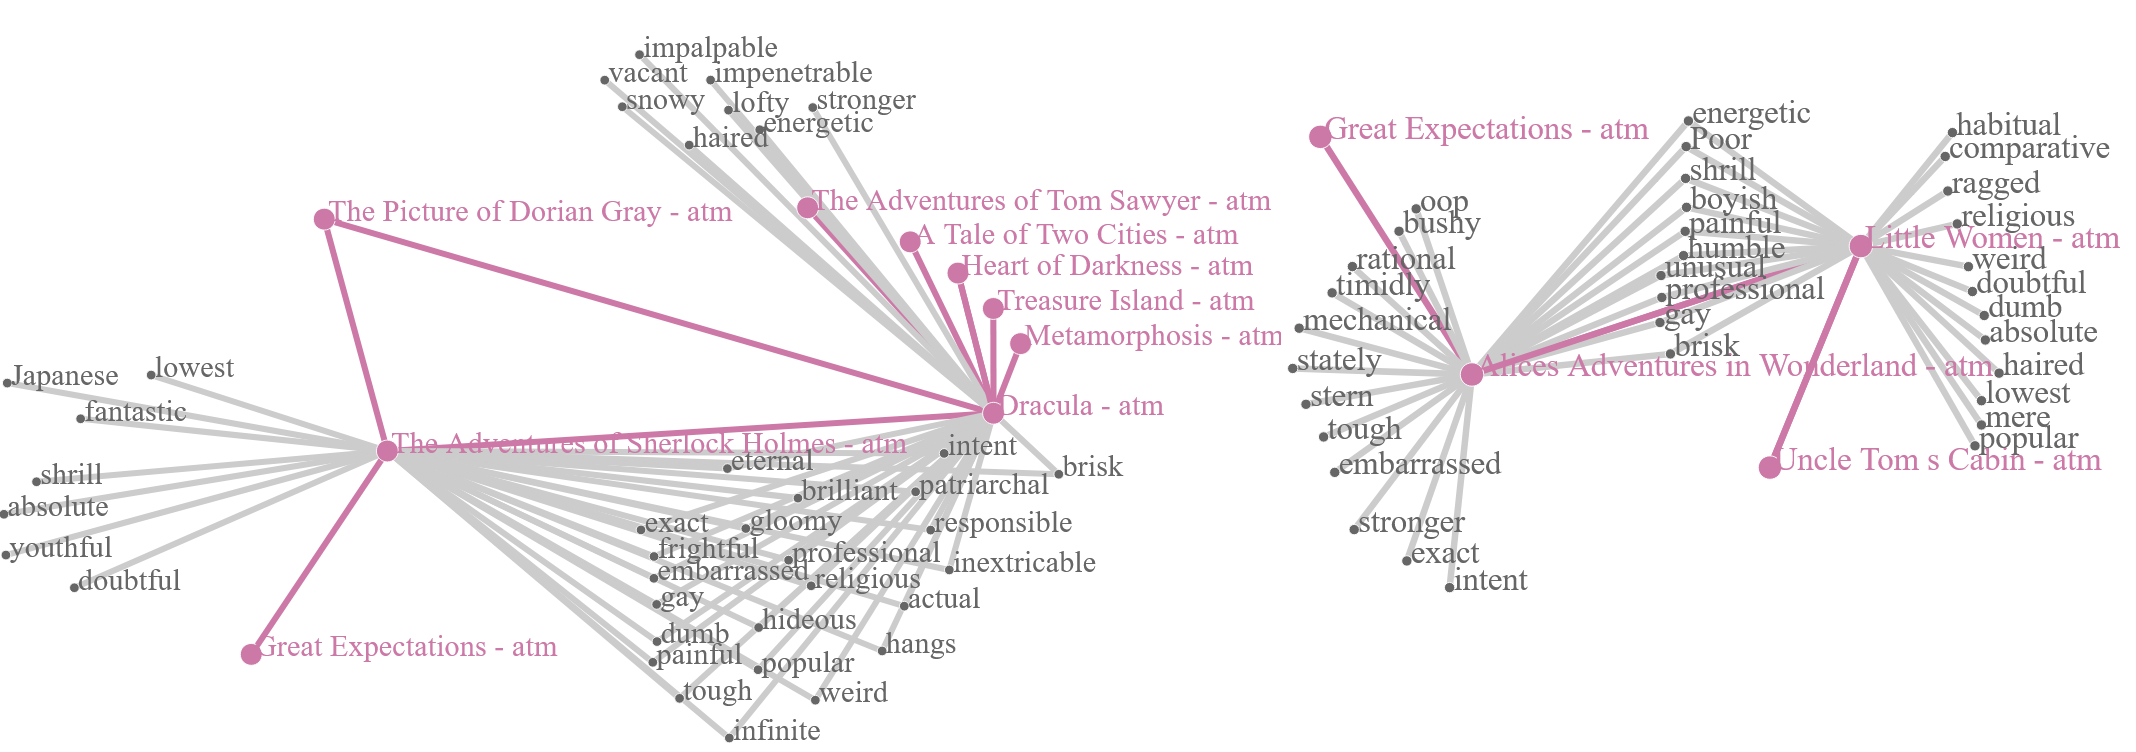 impalpable
vacant
impenetrable
snowy
lofty
stronger
energetic
haired
The Picture of Dorian Gray - atm
The Adventures of Tom Sawyer - atm
A Tale of Two Cities - atm
Heart of Darkness - atm
Treasure Island - atm
Metamorphosis - atm
Japanese
lowest
fantastic
Dracula - atm
The Adventures of Sherlock Holmes - atm
intent
eternal
brisk
shrill
brilliant
patriarchal
absolute
exact
gloomy
responsible
youthful
frightful
professional
inextricable
embarrassed
religious
doubtful
gay
actual
hideous
dumb
hangs
Great Expectations - atm
painful
popular
tough
weird
infinite
Great Expectations - atm
energetic
Poor
shrill
boyish
painful
humble
unusual
professional
gay
brisk
habitual
comparative
ragged
religious
Little Women - atm
weird
doubtful
dumb
absolute
haired
lowest
mere
popular
oop
bushy
rational
timidly
mechanical
stately
Alices Adventures in Wonderland - atm
stern
tough
embarrassed
Uncle Tom s Cabin - atm
stronger
exact
intent